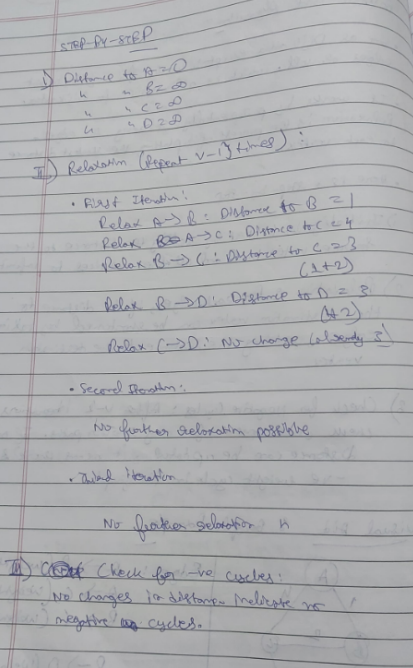 STEP-BY-STEP
I) Distance to A = 0
" " B = ∞
" " C = ∞
" " D = ∞
II) Relaxation (Repeat V-1 times) :
• First Iteration:
Relax A → B : Distance to B = 1
Relax A → C : Distance to C = 4
Relax B → C : Distance to C = 3
(1+2)
Relax B → D : Distance to D = 3
(1+2)
Relax C → D : No change (already 3)
• Second Iteration:
No further relaxation possible
• Third iteration
No further relaxation "
III) Check for -ve cycles:
No changes in distance indicate no
negative cycles.